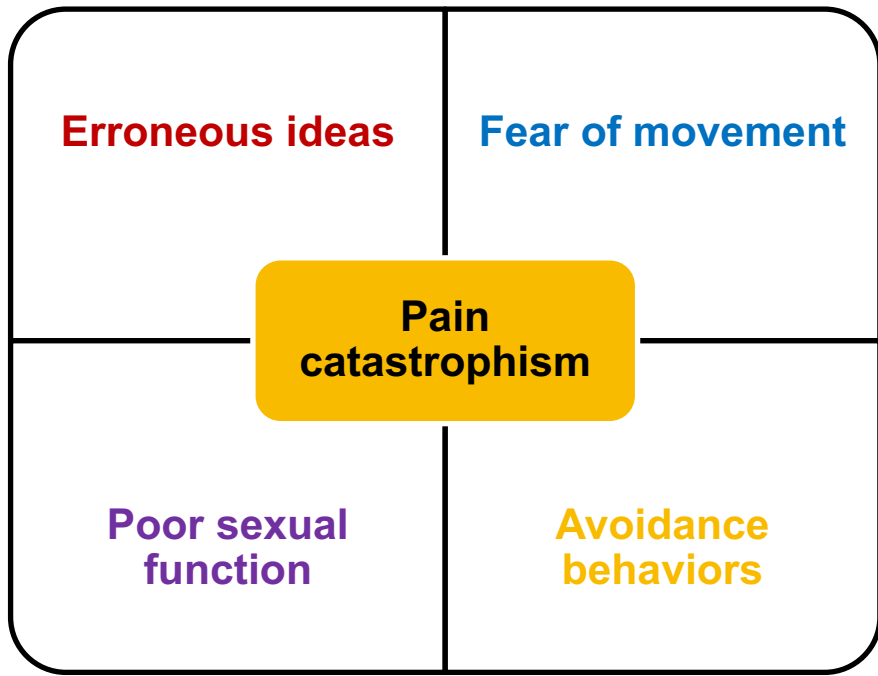 Erroneous ideas
Fear of movement
Pain
catastrophism
Poor sexual
function
Avoidance
behaviors